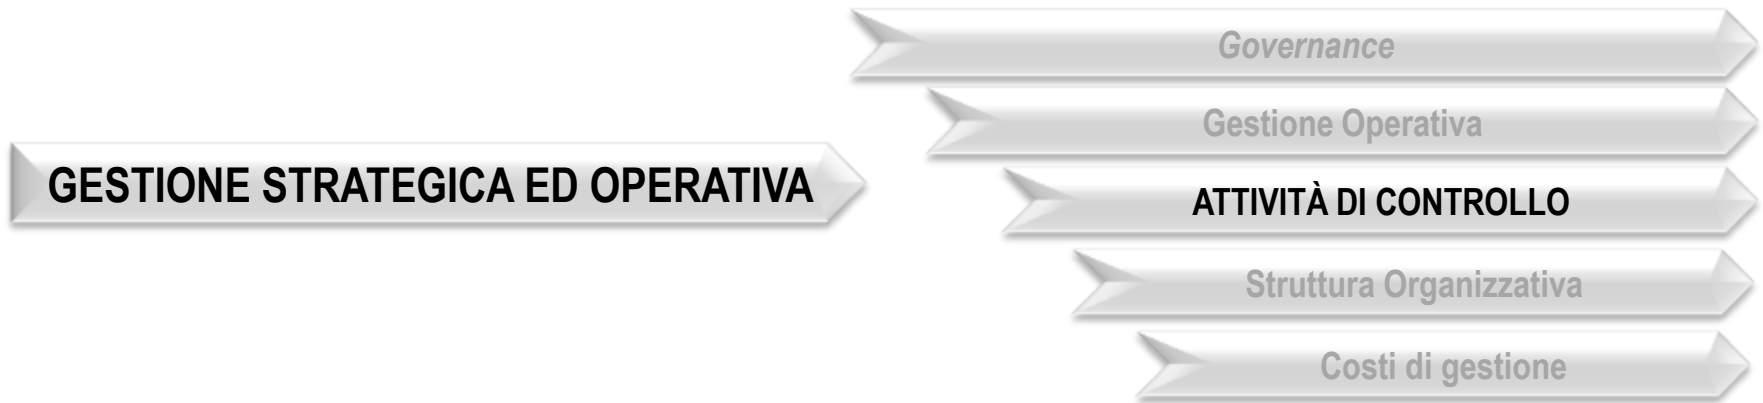 Governance
Gestione Operativa
GESTIONE STRATEGICA ED OPERATIVA
ATTIVITÀ DI CONTROLLO
Struttura Organizzativa
Costi di gestione